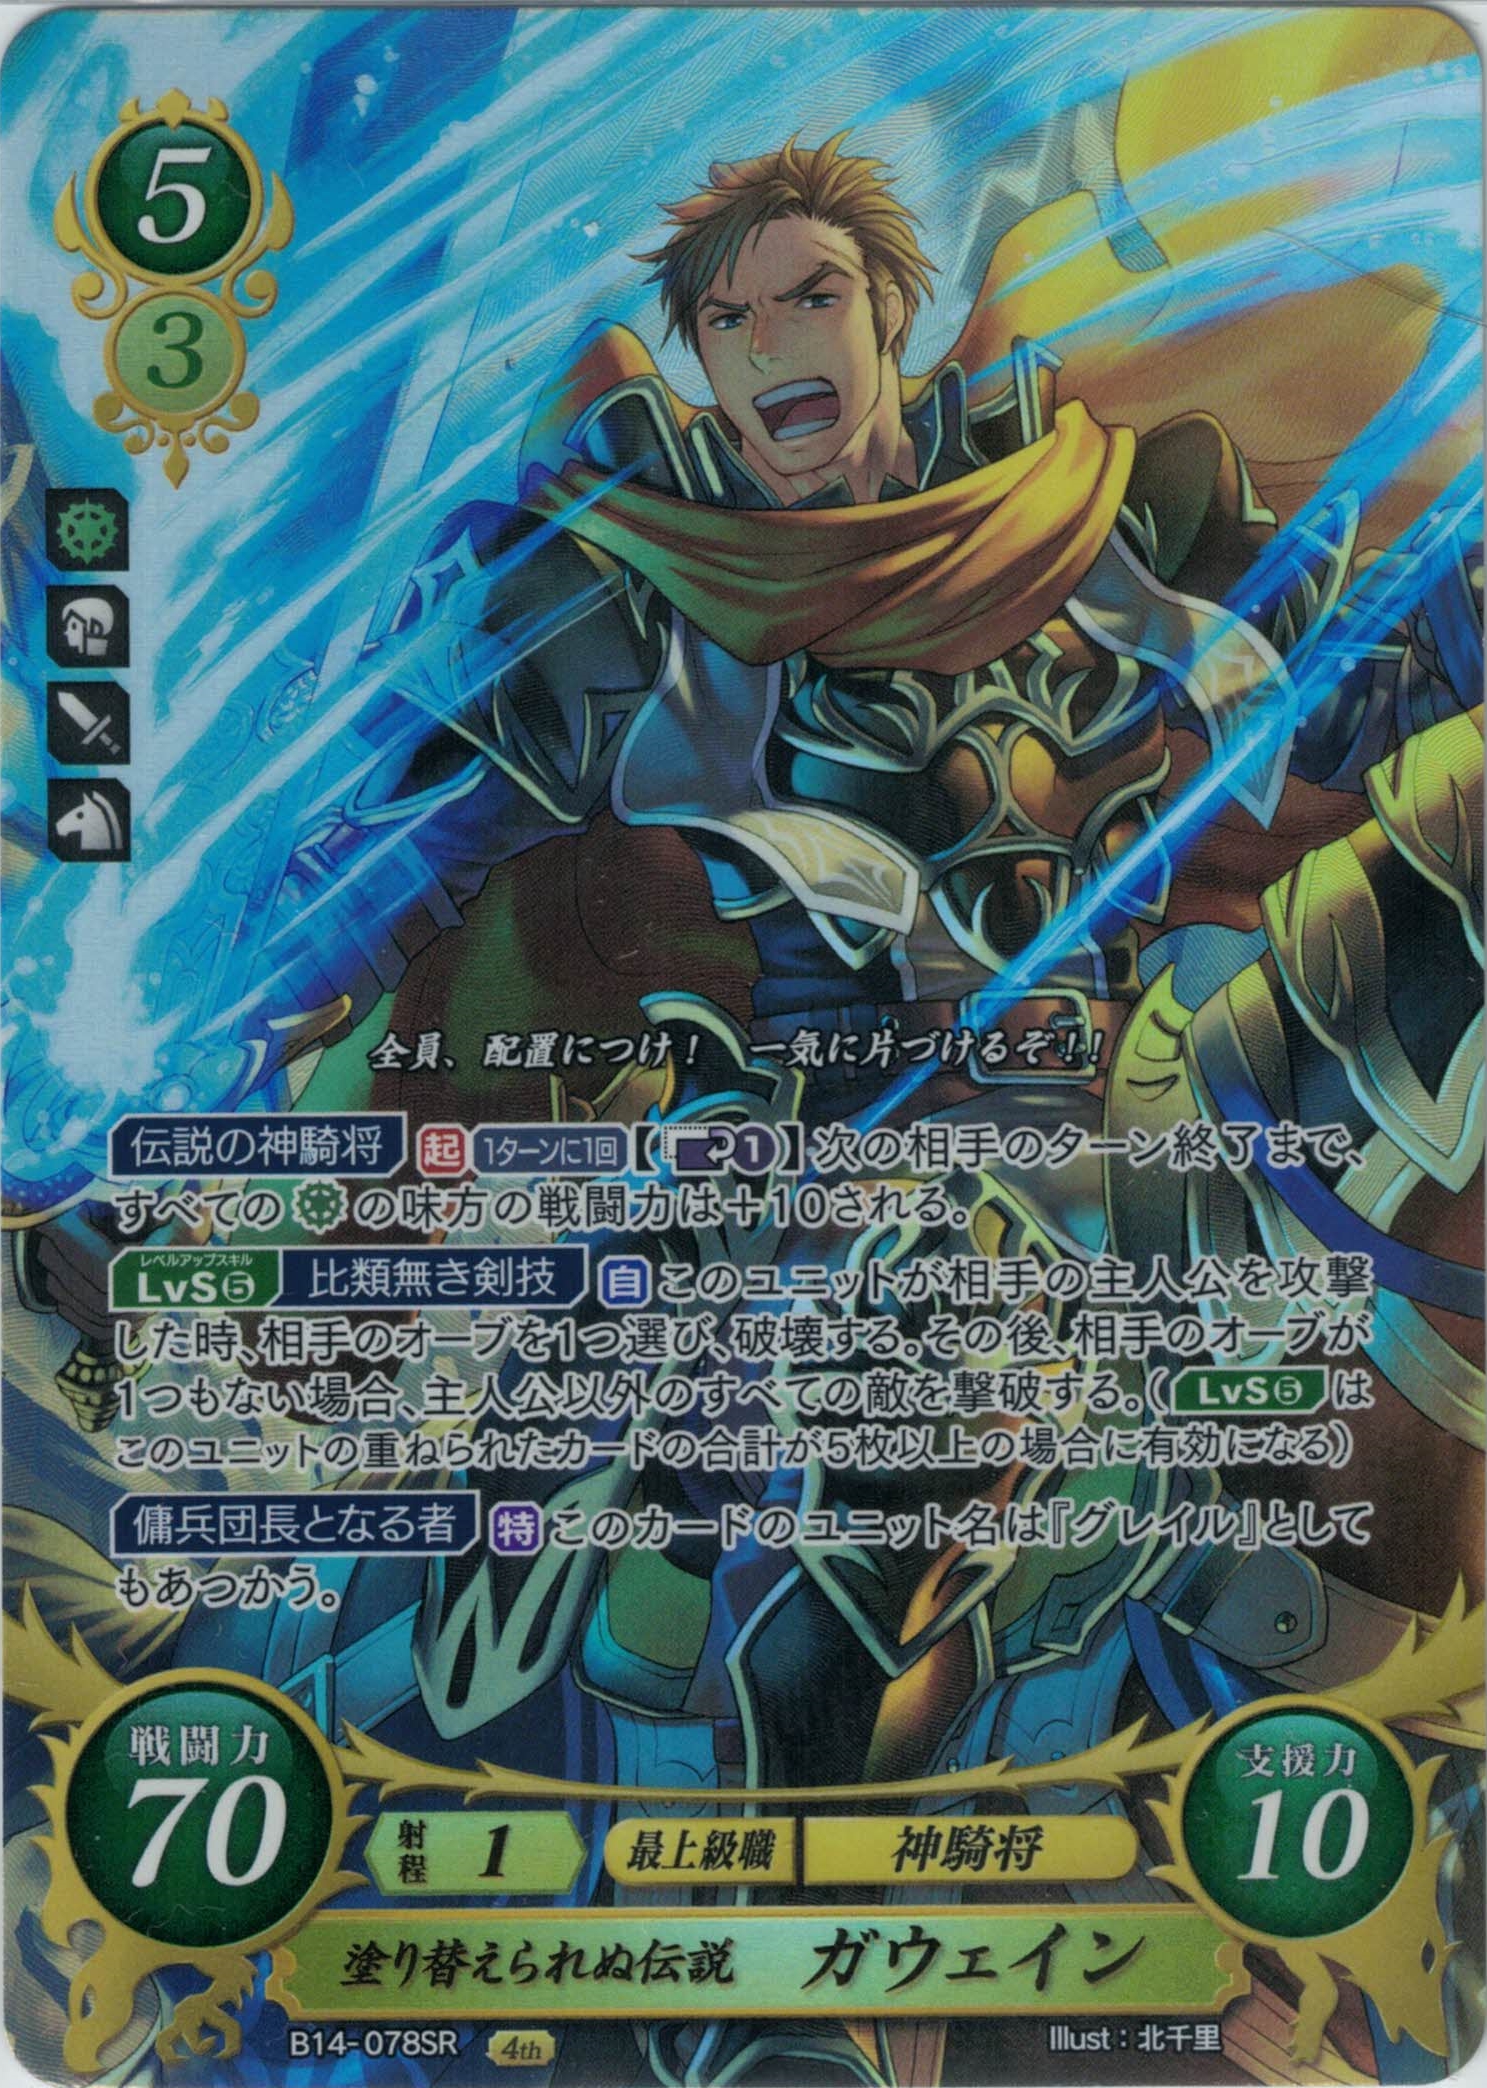 5
3
全員、配置につけ！　一気に片づけるぞ！！
伝説の神騎将 起 1ターンに1回【 1】次の相手のターン終了まで、
すべての の味方の戦闘力は＋10される。
レベルアップスキル
LvS5 比類無き剣技 自 このユニットが相手の主人公を攻撃
した時、相手のオーブを1つ選び、破壊する。その後、相手のオーブが
1つもない場合、主人公以外のすべての敵を撃破する。（LvS5は
このユニットの重ねられたカードの合計が5枚以上の場合に有効になる）
傭兵団長となる者 特 このカードのユニット名は『グレイル』として
もあつかう。
戦闘力
70
射程 1
最上級職 神騎将
支援力
10
塗り替えられぬ伝説　ガウェイン
B14-078SR 4th Illust：北千里